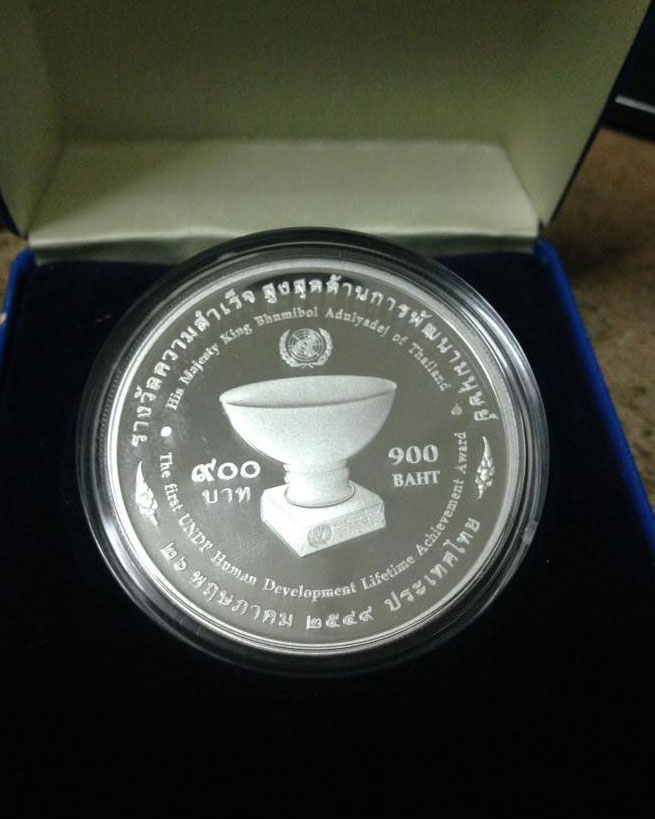 รางวัลความสำเร็จ สูงสุดด้านการพัฒนามนุษย์
His Majesty King Bhumibol Adulyadej of Thailand
๙๐๐
บาท
900
BAHT
The first UNDP Human Development Lifetime Achievement Award
๒๖ พฤษภาคม ๒๕๔๙ ประเทศไทย